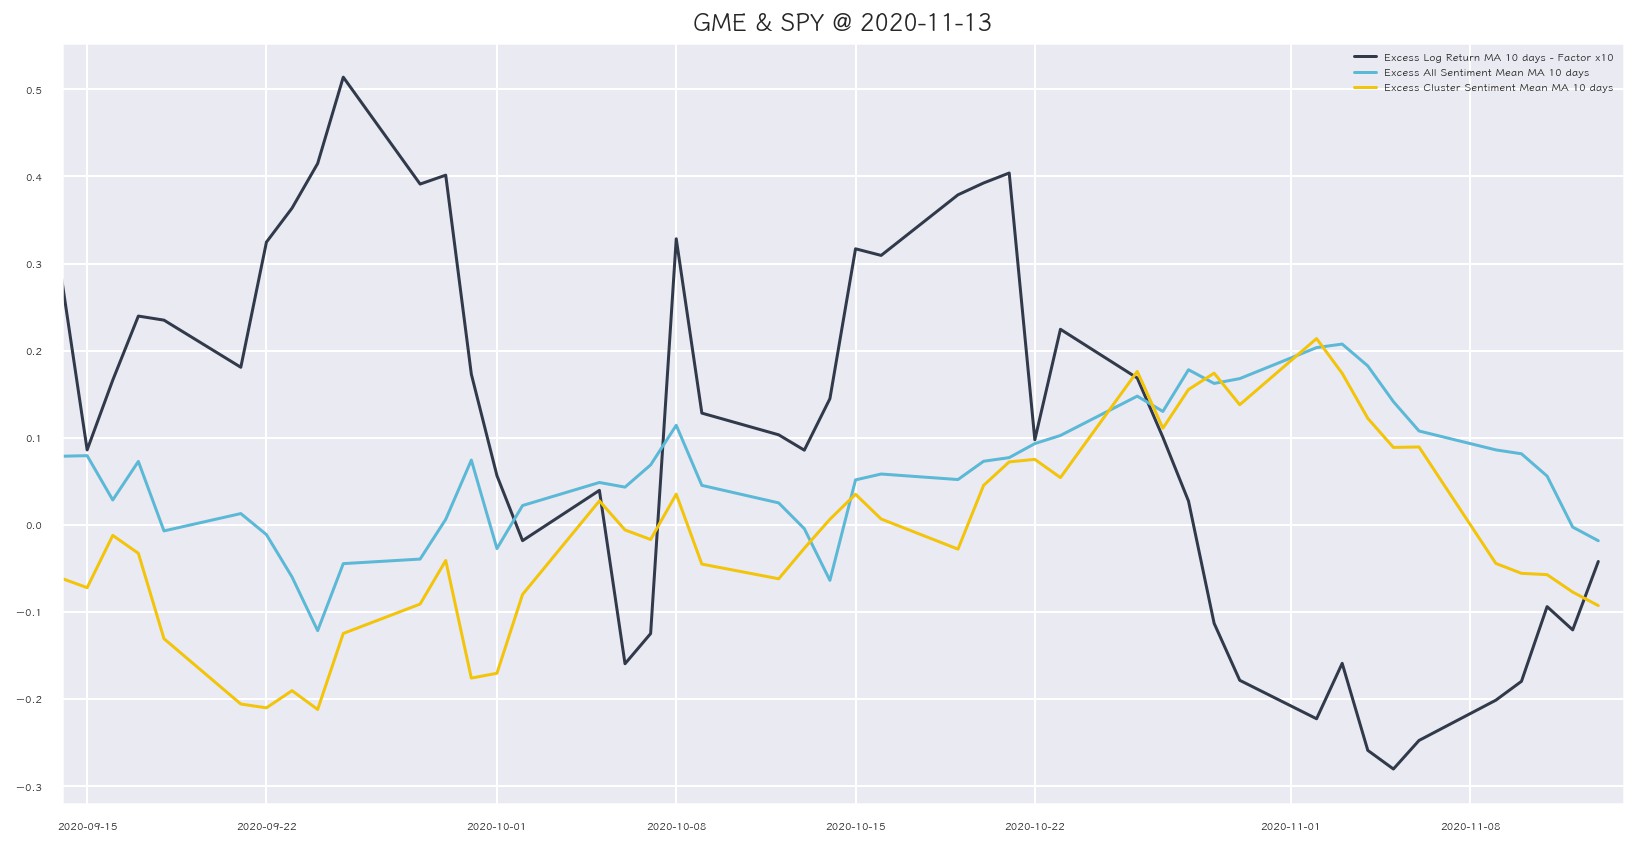 GME & SPY @ 2020-11-13
Excess Log Return MA 10 days - Factor x10
Excess All Sentiment Mean MA 10 days
Excess Cluster Sentiment Mean MA 10 days
0.5
0.4
0.3
0.2
0.1
0.0
−0.1
−0.2
−0.3
2020-09-15 2020-09-22 2020-10-01 2020-10-08 2020-10-15 2020-10-22 2020-11-01 2020-11-08